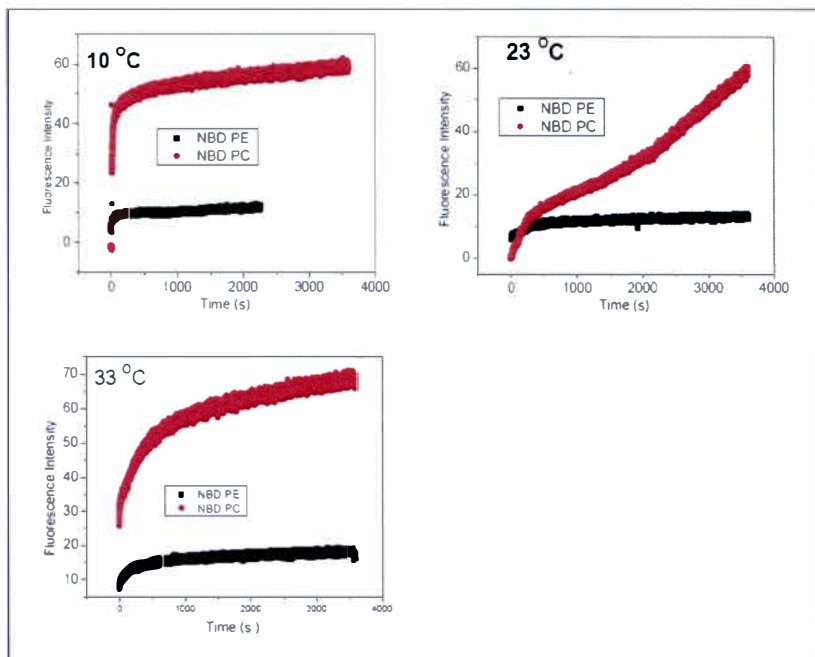 10 °C
Fluorescence Intensity
60
40
20
0
NBD PE
NBD PC
0 1000 2000 3000 4000
Time (s)
23 °C
Fluorescence Intensity
60
40
20
0
NBD PE
NBD PC
0 1000 2000 3000 4000
Time (s)
33 °C
Fluorescence Intensity
70
60
50
40
30
20
10
NBD PE
NBD PC
0 1000 2000 3000 4000
Time (s)